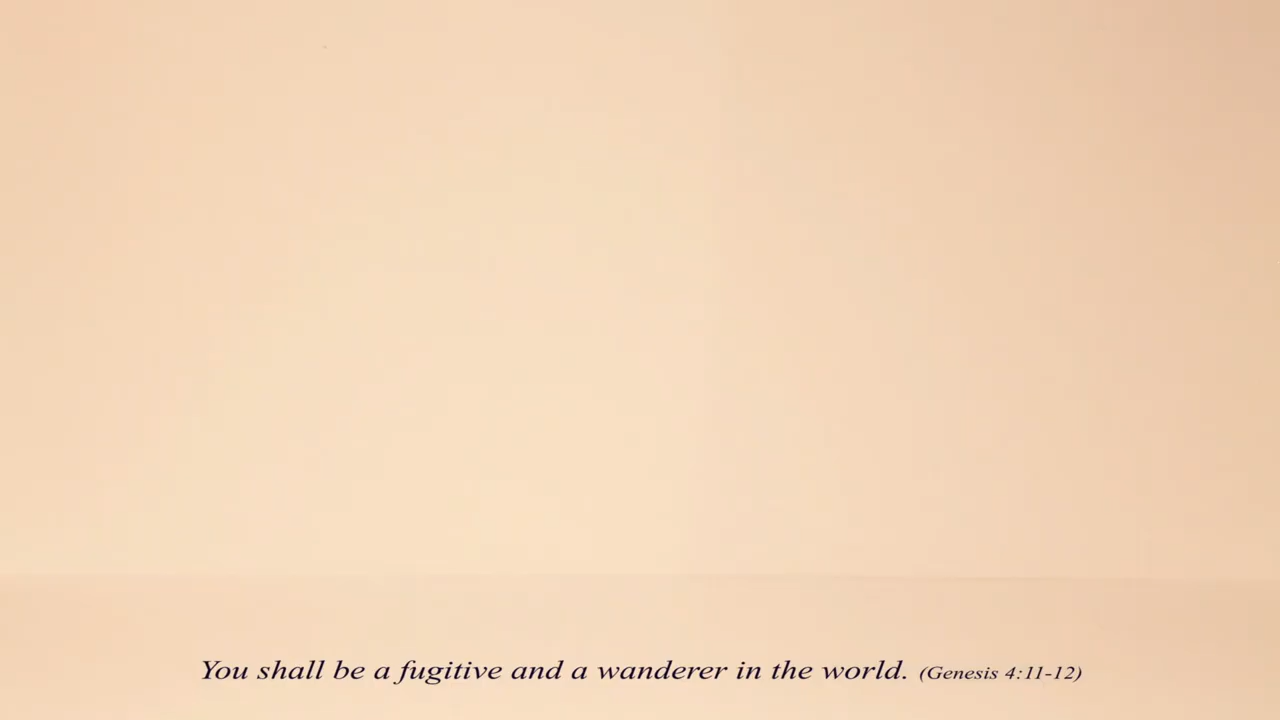 You shall be a fugitive and a wanderer in the world. (Genesis 4:11-12)